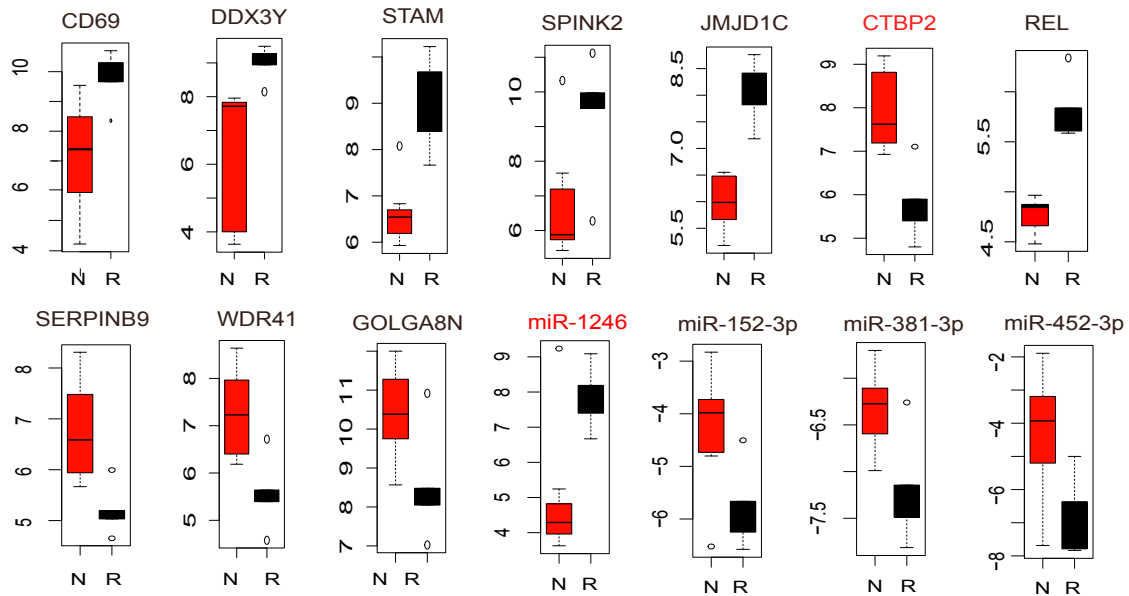 CD69 DDX3Y STAM SPINK2 JMJD1C CTBP2 REL
4 6 8 10
4 6 8
6 7 8 9
6 8 10
5.5 7.0 8.5
5 6 7 8 9
4.5 5.5
N R N R N R N R N R N R N R
SERPINB9 WDR41 GOLGA8N miR-1246 miR-152-3p miR-381-3p miR-452-3p
5 6 7 8
5 6 7 8
7 8 9 10 11
4 5 6 7 8 9
-6 -5 -4 -3
-7.5 -6.5
-8 -6 -4 -2
N R N R N R N R N R N R N R